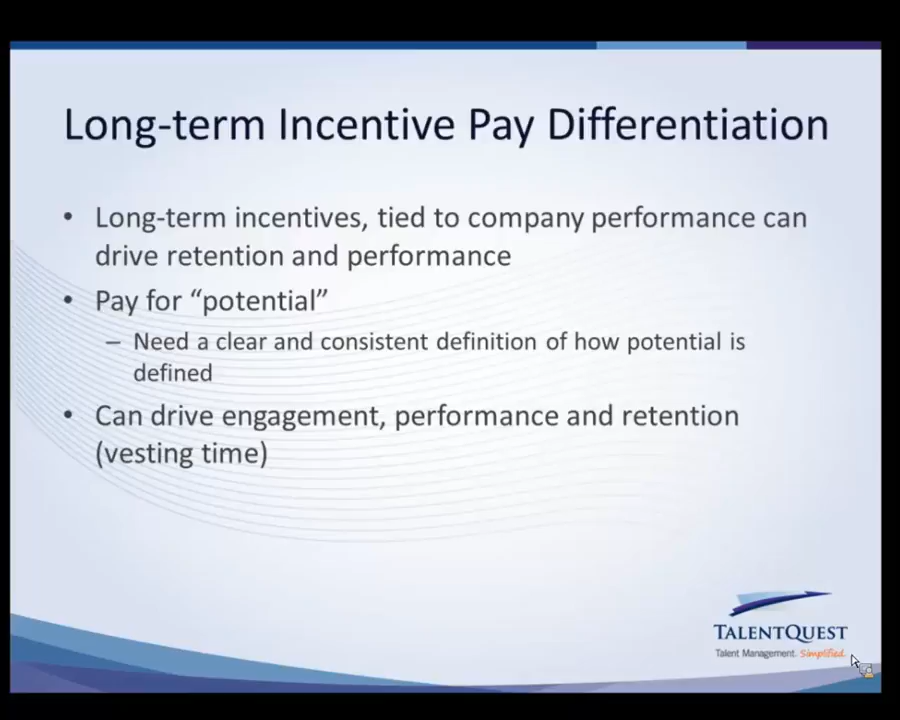 Long-term Incentive Pay Differentiation
• Long-term incentives, tied to company performance can
drive retention and performance
• Pay for “potential”
– Need a clear and consistent definition of how potential is
defined
• Can drive engagement, performance and retention
(vesting time)
TALENTQUEST
Talent Management. Simplified.